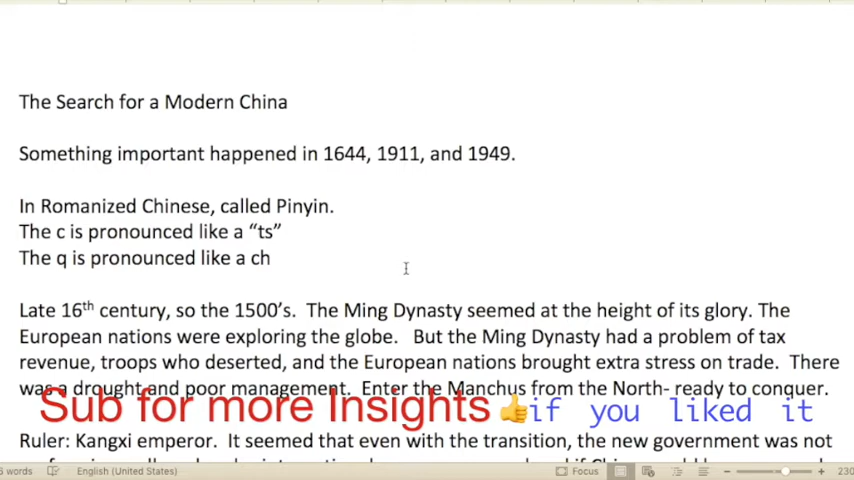 The Search for a Modern China
Something important happened in 1644, 1911, and 1949.
In Romanized Chinese, called Pinyin.
The c is pronounced like a “ts”
The q is pronounced like a ch
Late 16th century, so the 1500’s. The Ming Dynasty seemed at the height of its glory. The
European nations were exploring the globe. But the Ming Dynasty had a problem of tax
revenue, troops who deserted, and the European nations brought extra stress on trade. There
was a drought and poor management. Enter the Manchus from the North- ready to conquer.
Sub for more Insights👍if you liked it
Ruler: Kangxi emperor. It seemed that even with the transition, the new government was not
words English (United States) Focus 230